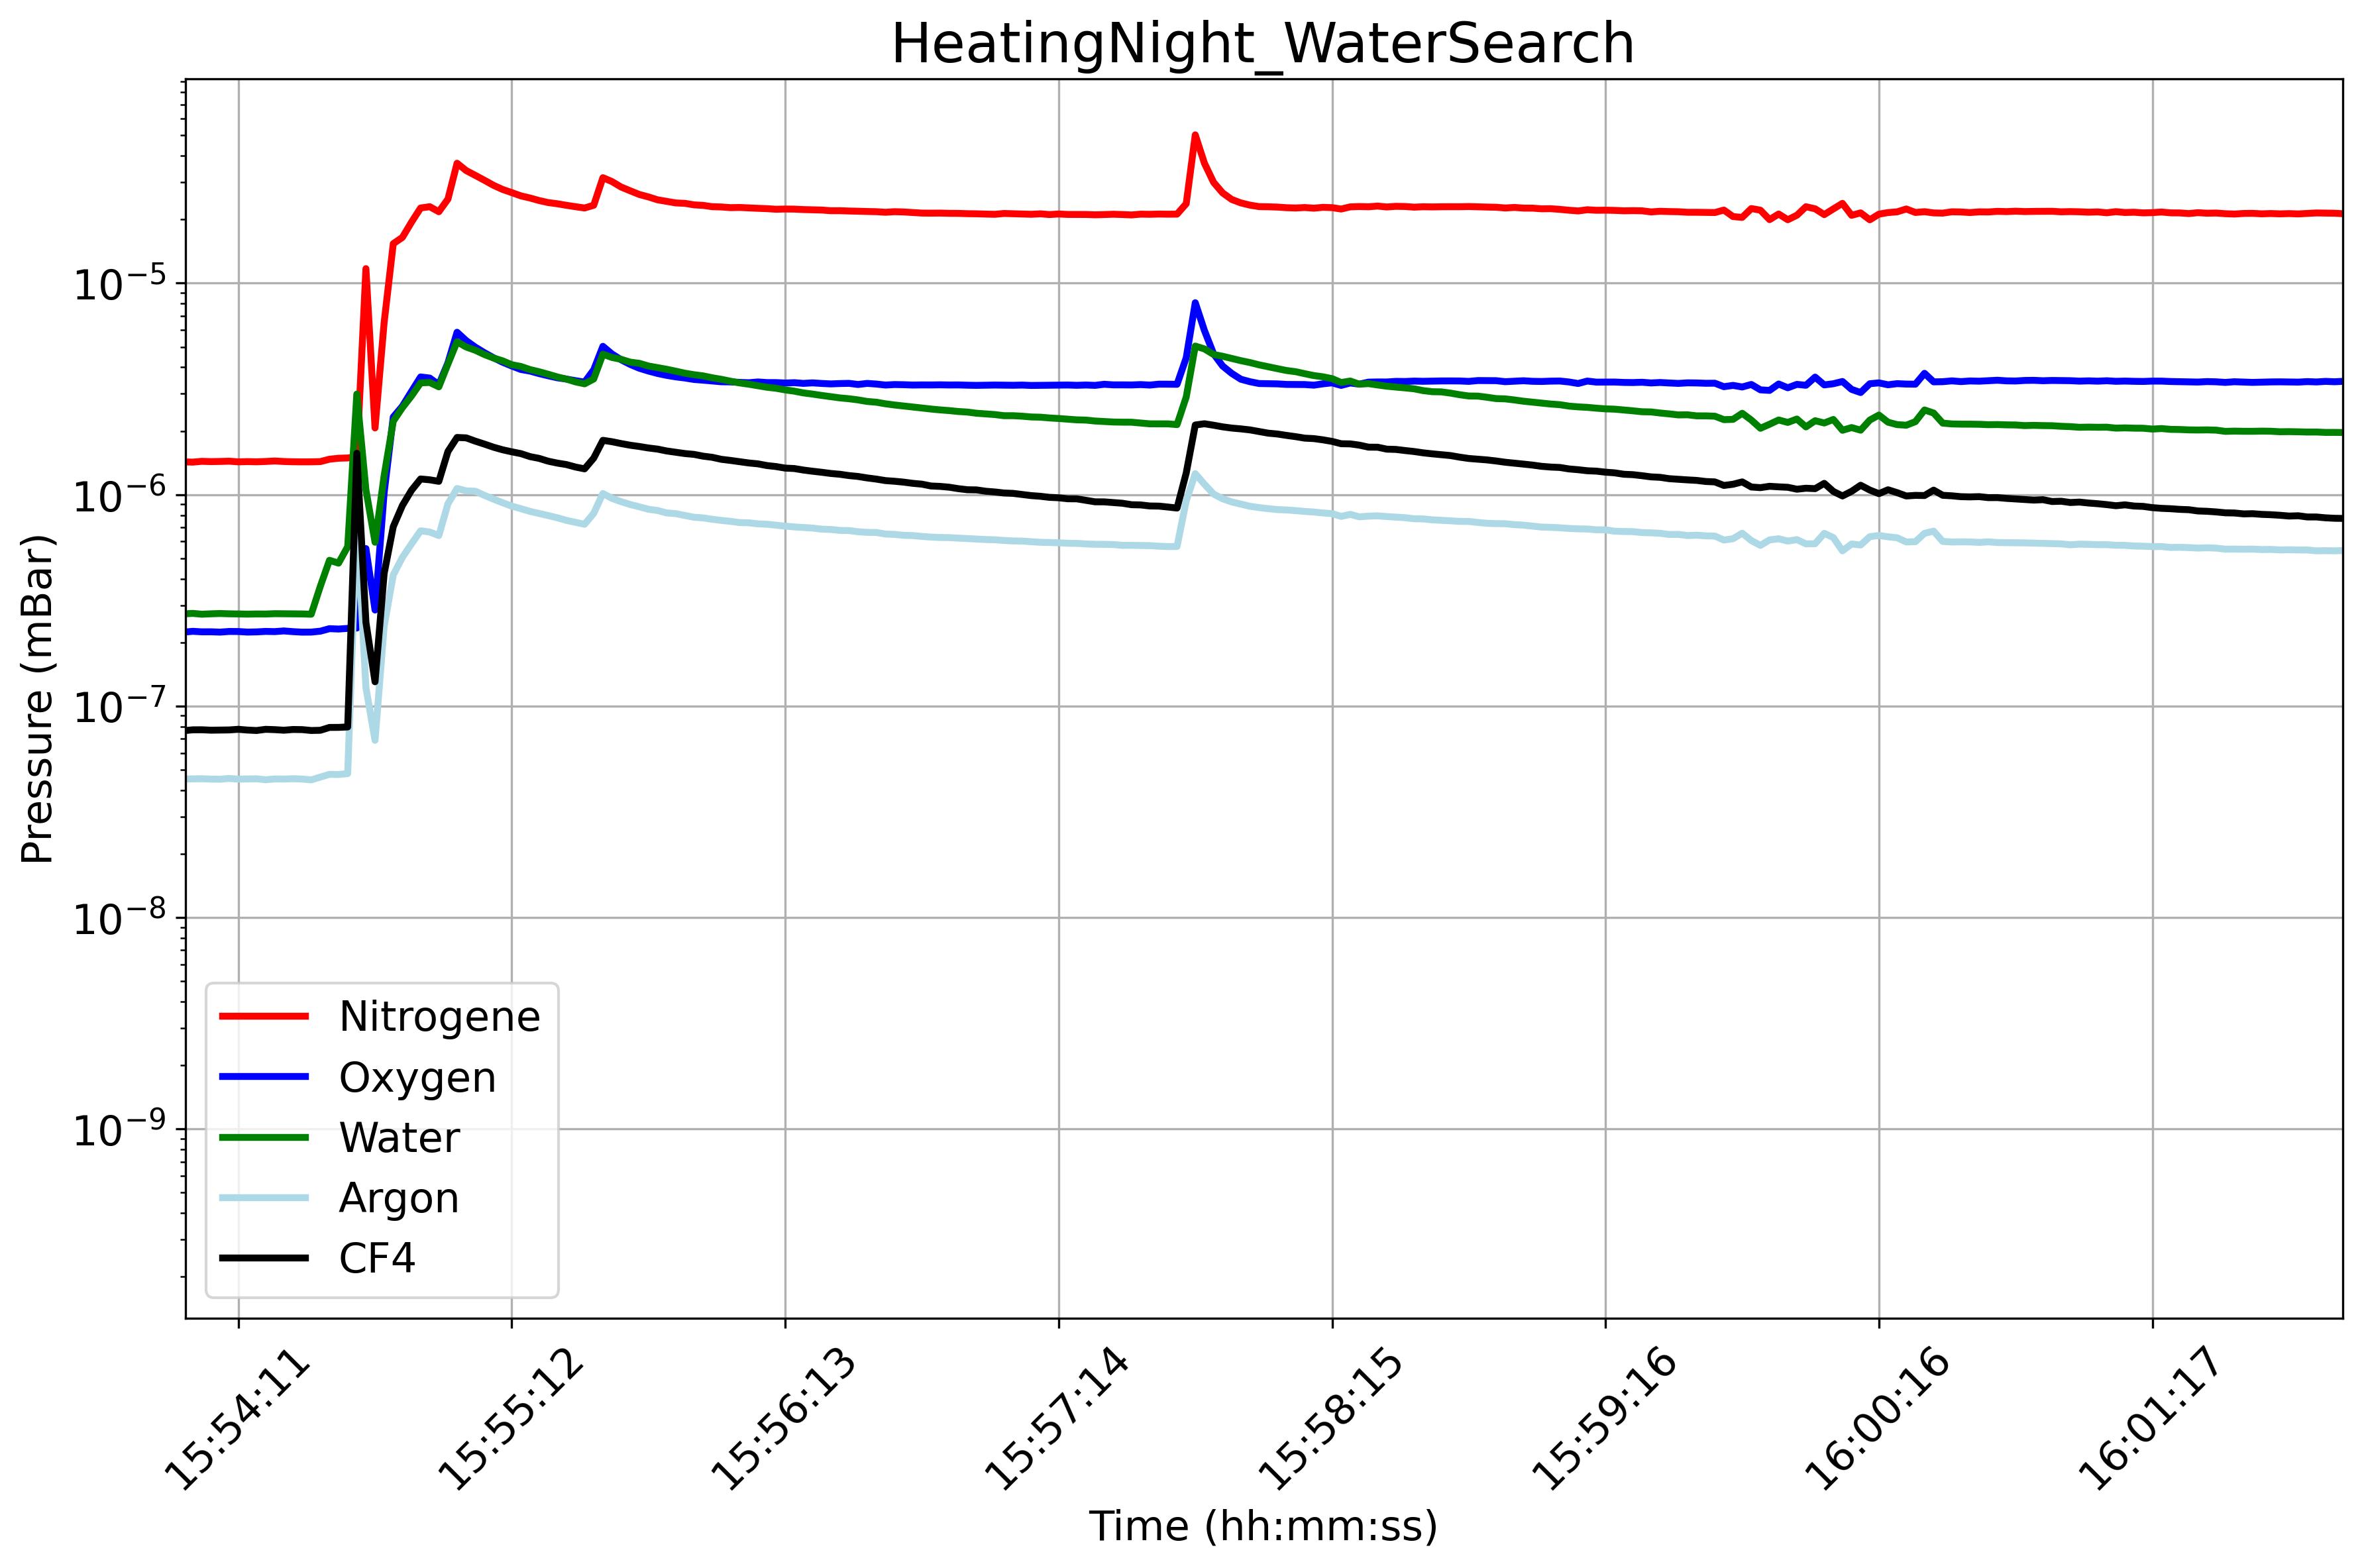 HeatingNight_WaterSearch
Pressure (mBar)
10⁻⁵
10⁻⁶
10⁻⁷
10⁻⁸
10⁻⁹
Nitrogene
Oxygen
Water
Argon
CF4
15:54:11
15:55:12
15:56:13
15:57:14
15:58:15
15:59:16
16:00:16
16:01:17
Time (hh:mm:ss)